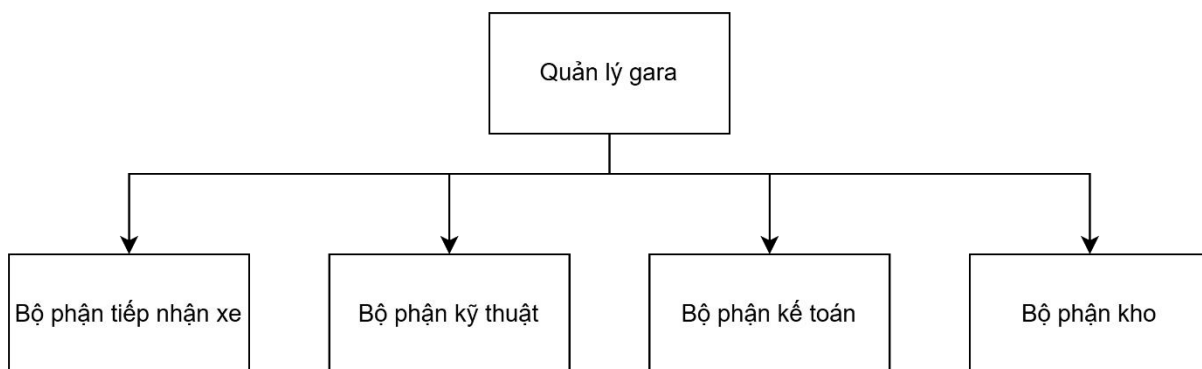 Quản lý gara
Bộ phận tiếp nhận xe
Bộ phận kỹ thuật
Bộ phận kế toán
Bộ phận kho